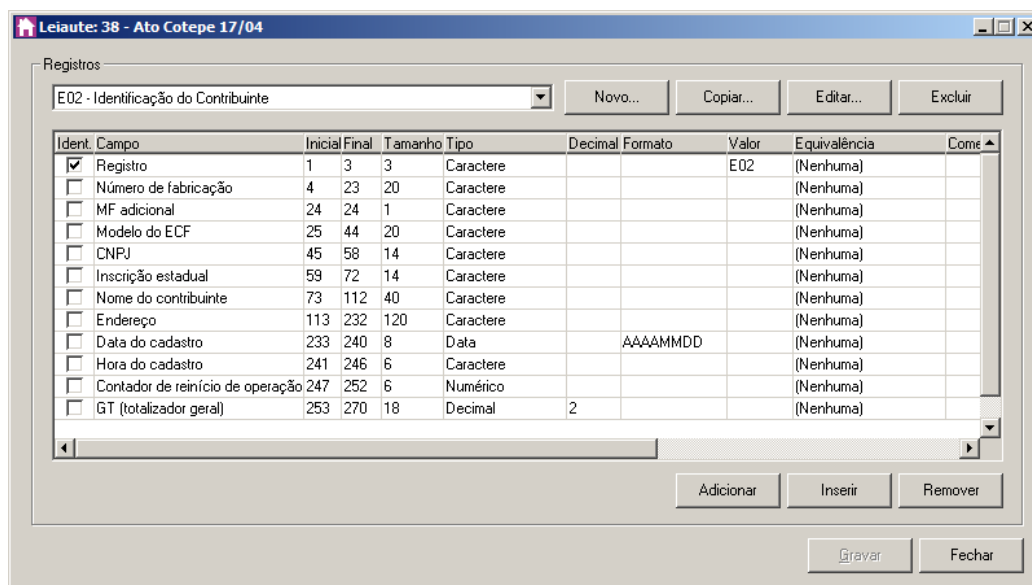 Leiaute: 38 - Ato Cotepe 17/04
Registros
E02 - Identificação do Contribuinte
Novo... Copiar... Editar... Excluir
Ident. Campo Inicial Final Tamanho Tipo Decimal Formato Valor Equivalência Come
Registro 1 3 3 Caractere E02 (Nenhuma)
Número de fabricação 4 23 20 Caractere (Nenhuma)
MF adicional 24 24 1 Caractere (Nenhuma)
Modelo do ECF 25 44 20 Caractere (Nenhuma)
CNPJ 45 58 14 Caractere (Nenhuma)
Inscrição estadual 59 72 14 Caractere (Nenhuma)
Nome do contribuinte 73 112 40 Caractere (Nenhuma)
Endereço 113 232 120 Caractere (Nenhuma)
Data do cadastro 233 240 8 Data AAAAMMDD (Nenhuma)
Hora do cadastro 241 246 6 Caractere (Nenhuma)
Contador de reinício de operação 247 252 6 Numérico (Nenhuma)
GT (totalizador geral) 253 270 18 Decimal 2 (Nenhuma)
Adicionar Inserir Remover
Gravar Fechar